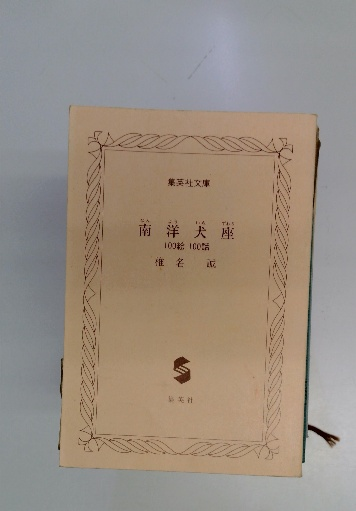 集英社文庫
南洋犬座
100絵 100話
椎名 誠
集英社